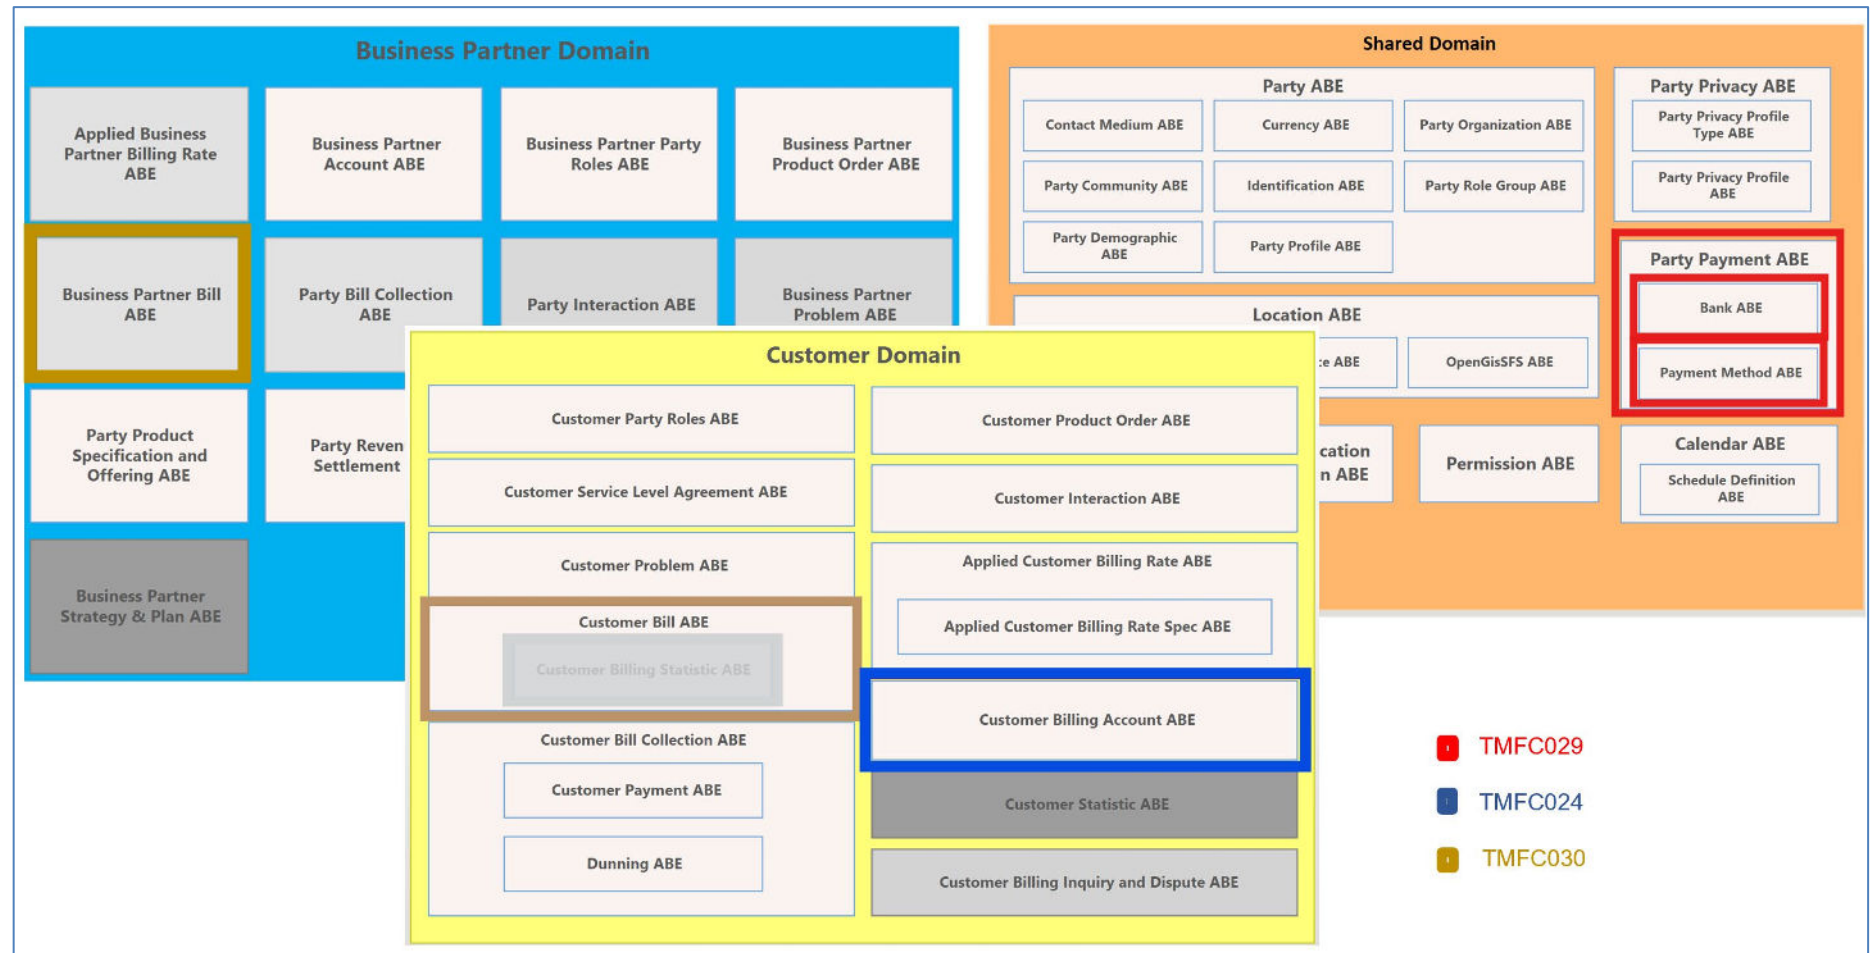 Business Partner Domain
Applied Business
Partner Billing Rate
ABE
Business Partner
Account ABE
Business Partner Party
Roles ABE
Business Partner
Product Order ABE
Business Partner Bill
ABE
Party Bill Collection
ABE
Party Interaction ABE
Business Partner
Problem ABE
Party Product
Specification and
Offering ABE
Party Reven
Settlement
Business Partner
Strategy & Plan ABE
Shared Domain
Party ABE
Contact Medium ABE
Currency ABE
Party Organization ABE
Party Community ABE
Identification ABE
Party Role Group ABE
Party Demographic
ABE
Party Profile ABE
Party Privacy ABE
Party Privacy Profile
Type ABE
Party Privacy Profile
ABE
Party Payment ABE
Bank ABE
Payment Method ABE
Location ABE
ce ABE
OpenGisSFS ABE
cation
n ABE
Permission ABE
Calendar ABE
Schedule Definition
ABE
Customer Domain
Customer Party Roles ABE
Customer Service Level Agreement ABE
Customer Problem ABE
Customer Bill ABE
Customer Billing Statistic ABE
Customer Bill Collection ABE
Customer Payment ABE
Dunning ABE
Customer Product Order ABE
Customer Interaction ABE
Applied Customer Billing Rate ABE
Applied Customer Billing Rate Spec ABE
Customer Billing Account ABE
Customer Statistic ABE
Customer Billing Inquiry and Dispute ABE
TMFC029
TMFC024
TMFC030